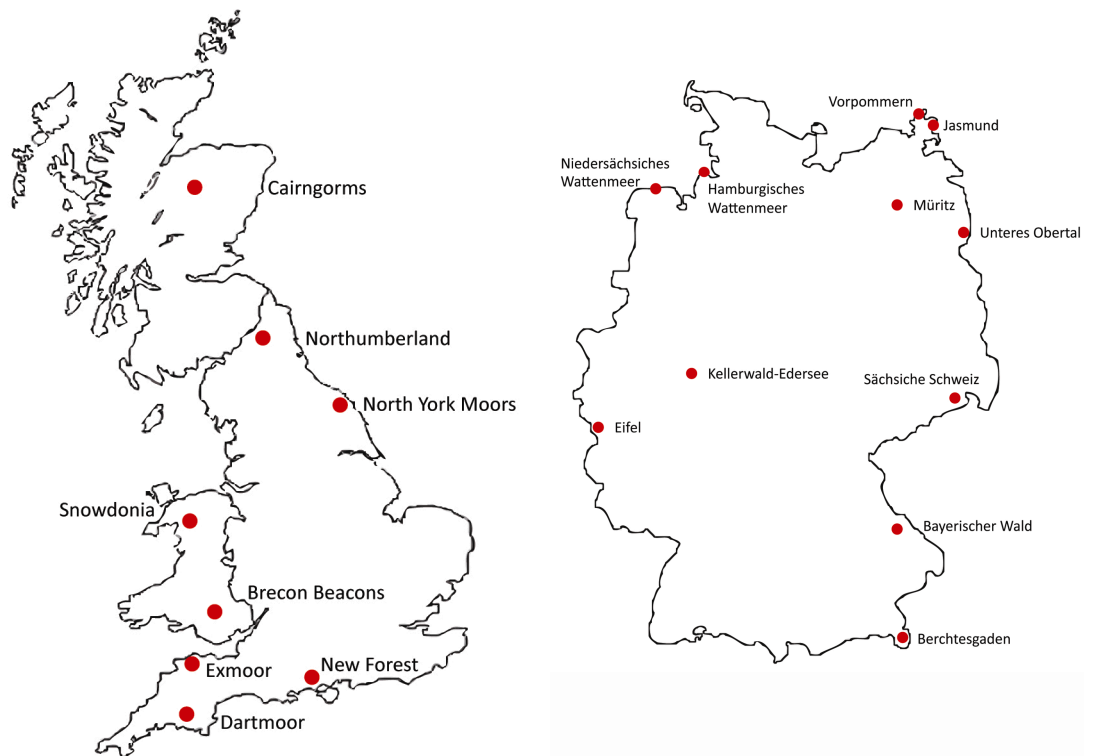 Cairngorms
Northumberland
North York Moors
Snowdonia
Brecon Beacons
Exmoor
New Forest
Dartmoor
Vorpommern
Jasmund
Niedersächsiches
Wattenmeer
Hamburgisches
Wattenmeer
Müritz
Unteres Obertal
Kellerwald-Edersee
Sächsiche Schweiz
Eifel
Bayerischer Wald
Berchtesgaden